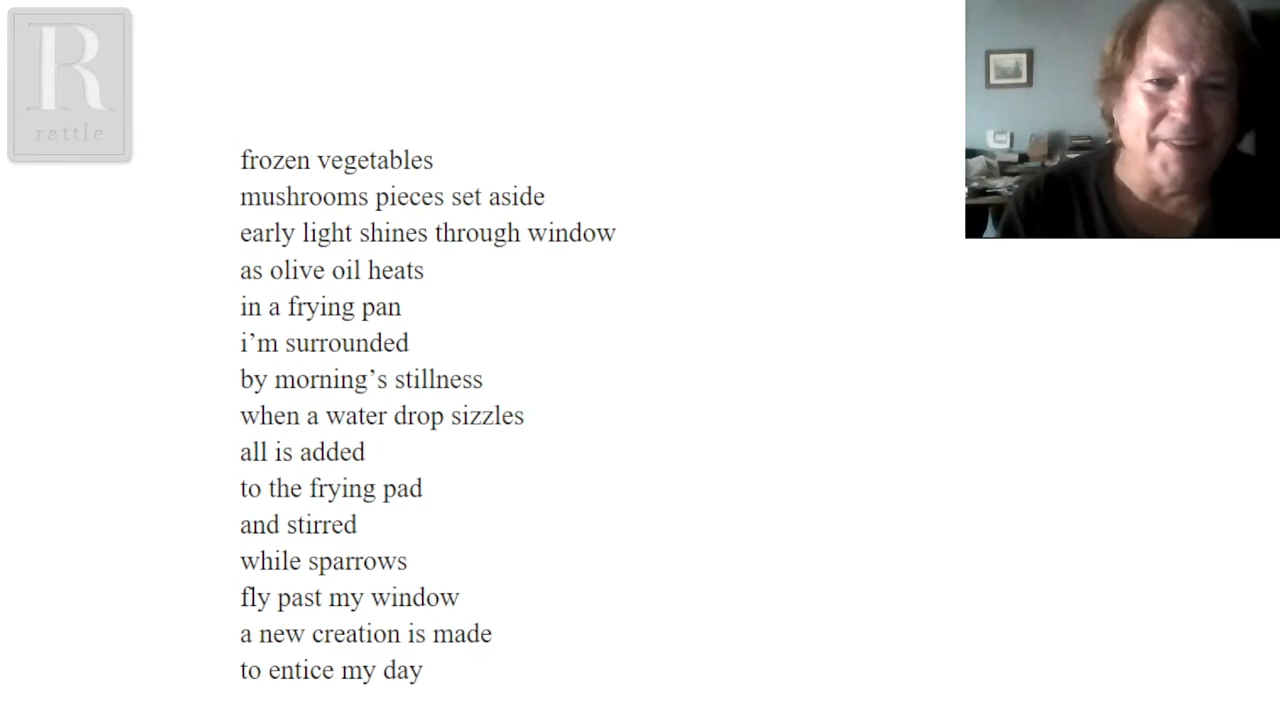 R
rattle
frozen vegetables
mushrooms pieces set aside
early light shines through window
as olive oil heats
in a frying pan
i’m surrounded
by morning’s stillness
when a water drop sizzles
all is added
to the frying pad
and stirred
while sparrows
fly past my window
a new creation is made
to entice my day